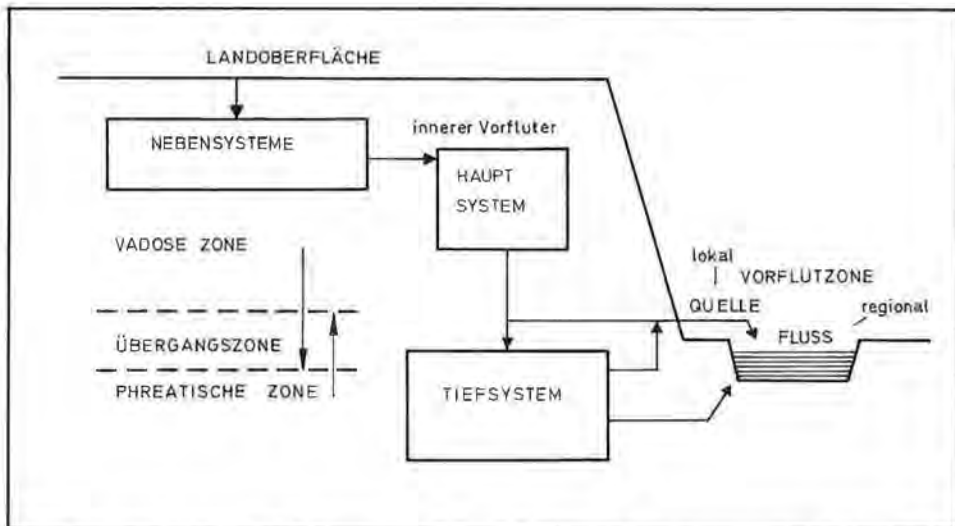 LANDOBERFLÄCHE
NEBENSYSTEME
innerer Vorfluter
HAUPT
SYSTEM
VADOSE ZONE
lokal
VORFLUTZONE
QUELLE
regional
FLUSS
ÜBERGANGSZONE
PHREATISCHE ZONE
TIEFSYSTEM